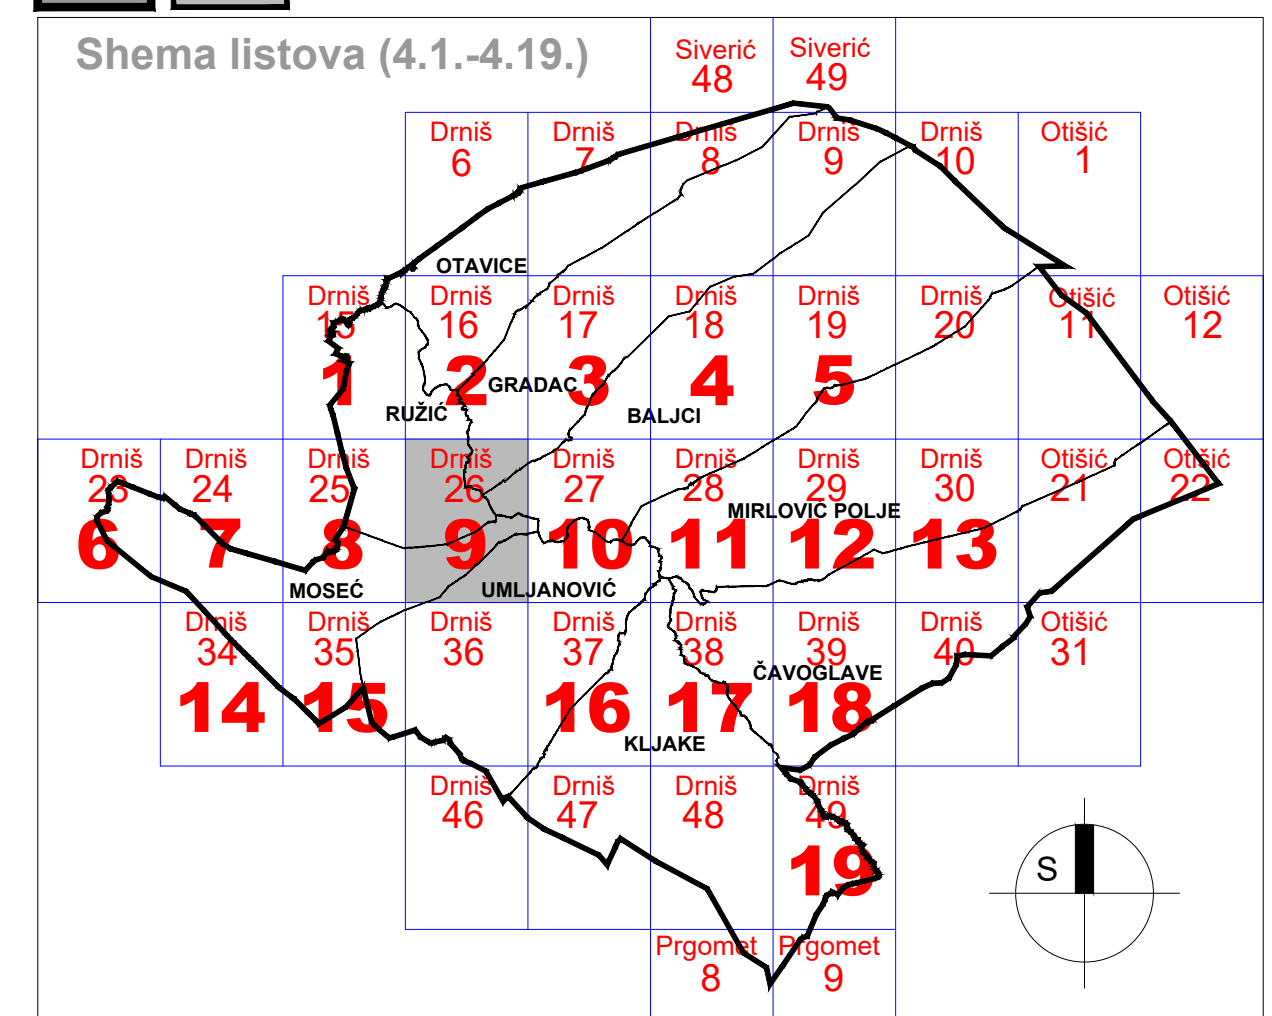 Shema listova (4.1.-4.19.)
Siverić
48
Siverić
49
Drniš
6
Drniš
7
Drniš
8
Drniš
9
Drniš
10
Otišić
1
OTAVICE
Drniš
15
1
Drniš
16
2
Drniš
17
3
Drniš
18
4
Drniš
19
5
Drniš
20
Otišić
11
Otišić
12
GRADAC
RUŽIĆ
BALJCI
Drniš
23
6
Drniš
24
7
Drniš
25
8
Drniš
26
9
Drniš
27
10
Drniš
28
11
Drniš
29
12
Drniš
30
13
Otišić
21
Otišić
22
MIRLOVIĆ POLJE
MOSEĆ
UMLJANOVIĆ
Drniš
34
14
Drniš
35
15
Drniš
36
Drniš
37
16
Drniš
38
17
Drniš
39
18
Drniš
40
Otišić
31
ČAVOGLAVE
KLJAKE
Drniš
46
Drniš
47
Drniš
48
Drniš
49
19
S
Prgomet
8
Prgomet
9